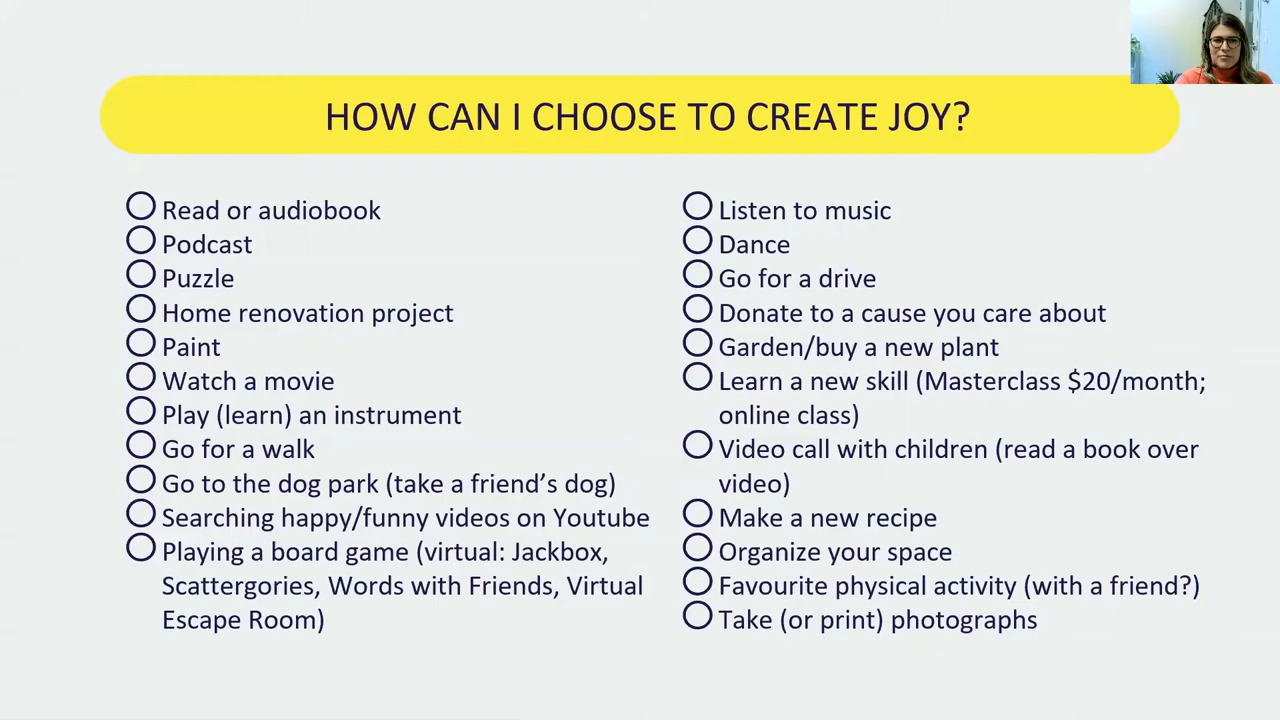 HOW CAN I CHOOSE TO CREATE JOY?
Read or audiobook
Podcast
Puzzle
Home renovation project
Paint
Watch a movie
Play (learn) an instrument
Go for a walk
Go to the dog park (take a friend’s dog)
Searching happy/funny videos on Youtube
Playing a board game (virtual: Jackbox,
Scattergories, Words with Friends, Virtual
Escape Room)
Listen to music
Dance
Go for a drive
Donate to a cause you care about
Garden/buy a new plant
Learn a new skill (Masterclass $20/month;
online class)
Video call with children (read a book over
video)
Make a new recipe
Organize your space
Favourite physical activity (with a friend?)
Take (or print) photographs